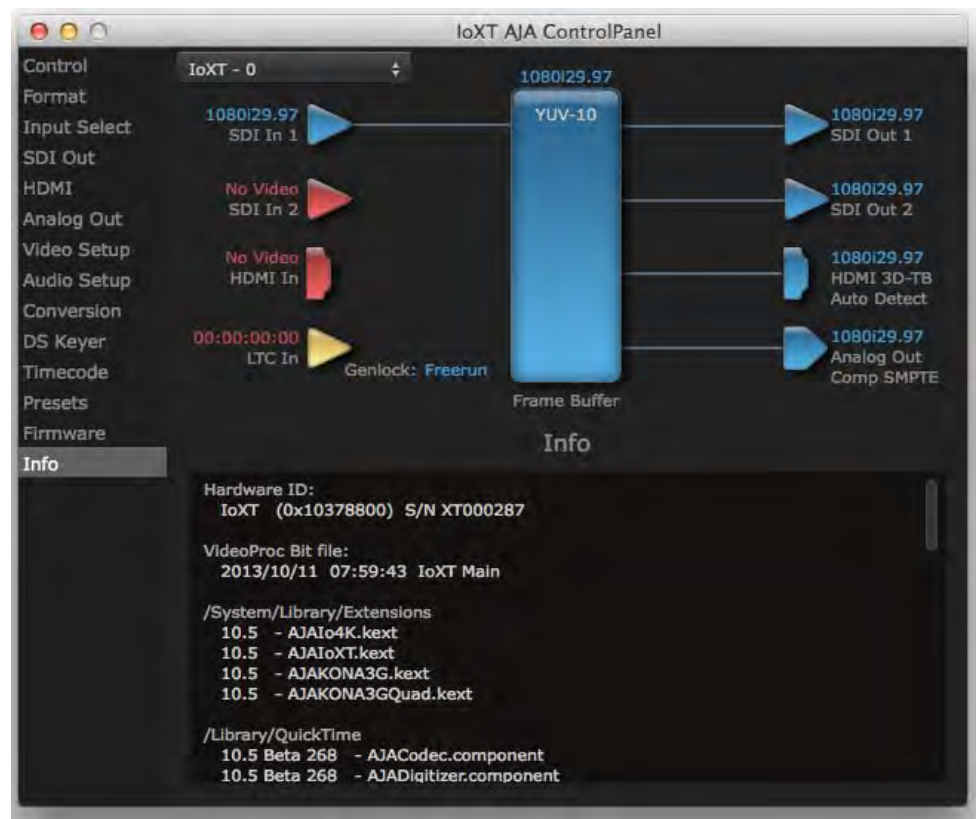 IoXT AJA ControlPanel
Control
Format
Input Select
SDI Out
HDMI
Analog Out
Video Setup
Audio Setup
Conversion
DS Keyer
Timecode
Presets
Firmware
Info
IoXT - 0
1080i29.97
SDI In 1
No Video
SDI In 2
No Video
HDMI In
00:00:00:00
LTC In
Genlock: Freerun
1080i29.97
YUV-10
Frame Buffer
1080i29.97
SDI Out 1
1080i29.97
SDI Out 2
1080i29.97
HDMI 3D-TB
Auto Detect
1080i29.97
Analog Out
Comp SMPTE
Info
Hardware ID:
IoXT (0x10378800) S/N XT000287
VideoProc Bit file:
2013/10/11 07:59:43 IoXT Main
/System/Library/Extensions
10.5 - AJAIo4K.kext
10.5 - AJAIoXT.kext
10.5 - AJAKONA3G.kext
10.5 - AJAKONA3GQuad.kext
/Library/QuickTime
10.5 Beta 268 - AJACodec.component
10.5 Beta 268 - AJADigitizer.component